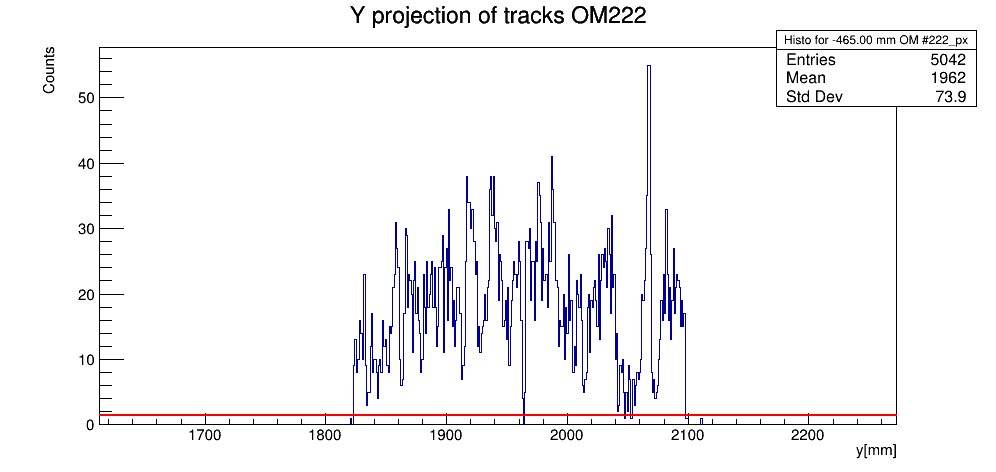 Y projection of tracks OM222
Histo for -465.00 mm OM #222_px
Entries 5042
Mean 1962
Std Dev 73.9
Counts
50
40
30
20
10
0
1700 1800 1900 2000 2100 2200
y[mm]